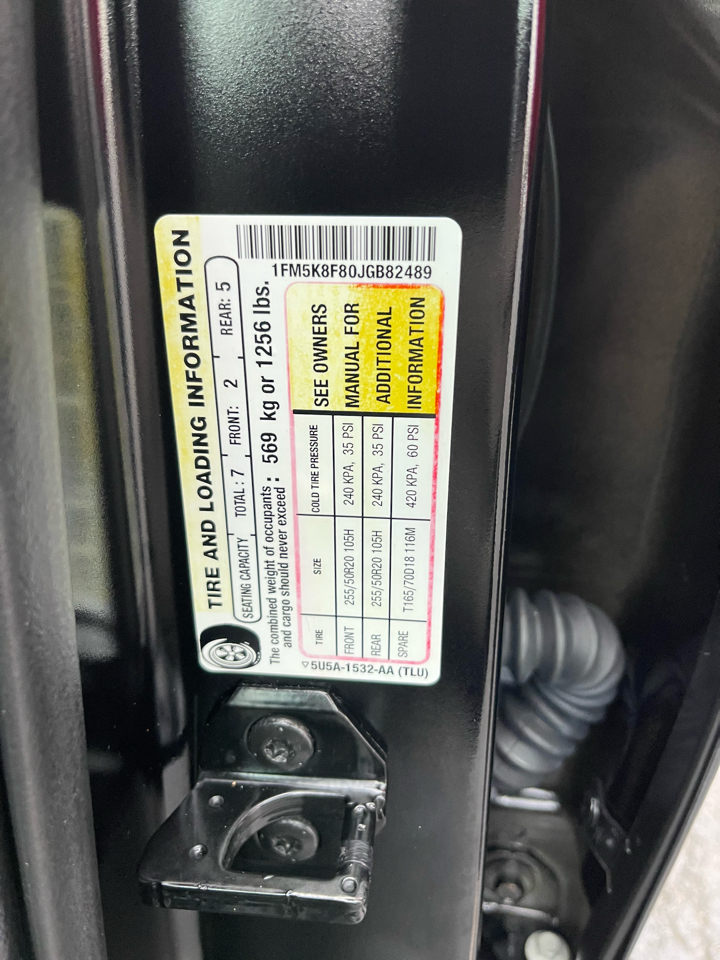 TIRE AND LOADING INFORMATION
SEATING CAPACITY TOTAL: 7 FRONT: 2 REAR: 5
The combined weight of occupants : 569 kg or 1256 lbs.
and cargo should never exceed :
TIRE SIZE COLD TIRE PRESSURE
FRONT 255/50R20 105H 240 KPA, 35 PSI
REAR 255/50R20 105H 240 KPA, 35 PSI
SPARE T165/70D18 116M 420 KPA, 60 PSI
SEE OWNERS
MANUAL FOR
ADDITIONAL
INFORMATION
5U5A-1532-AA (TLU)
1FM5K8F80JGB82489